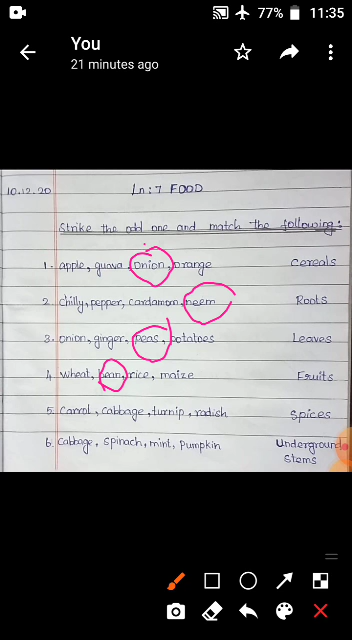 77% 11:35
You
21 minutes ago
10.12.20 Ln: 7 FOOD
Strike the odd one and match the following:
1. apple, guava, onion, orange Cereals
2. chilly, pepper, cardamom, neem Roots
3. onion, ginger, peas, potatoes Leaves
4. wheat, bean, rice, maize Fruits
5. Carrot, cabbage, turnip, radish Spices
6. cabbage, spinach, mint, pumpkin Underground
stems